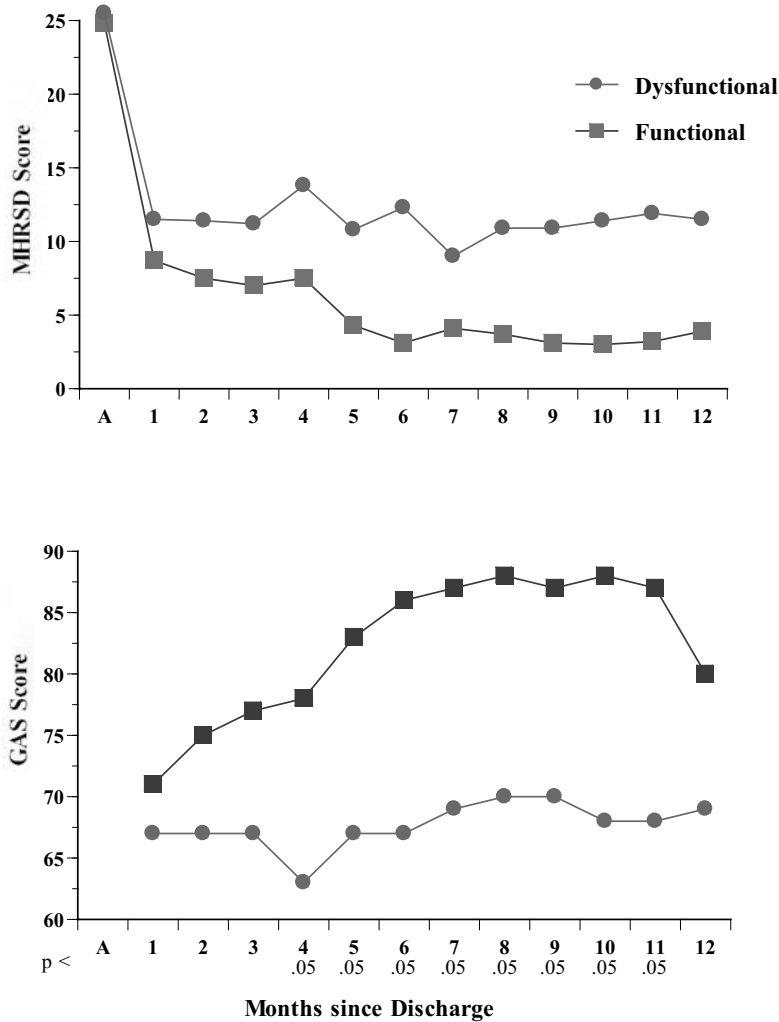 25
20
15
10
5
0
MHRSD Score
Dysfunctional
Functional
A 1 2 3 4 5 6 7 8 9 10 11 12
90
85
80
75
70
65
60
GAS Score
A 1 2 3 4 5 6 7 8 9 10 11 12
p < .05 .05 .05 .05 .05 .05 .05 .05
Months since Discharge